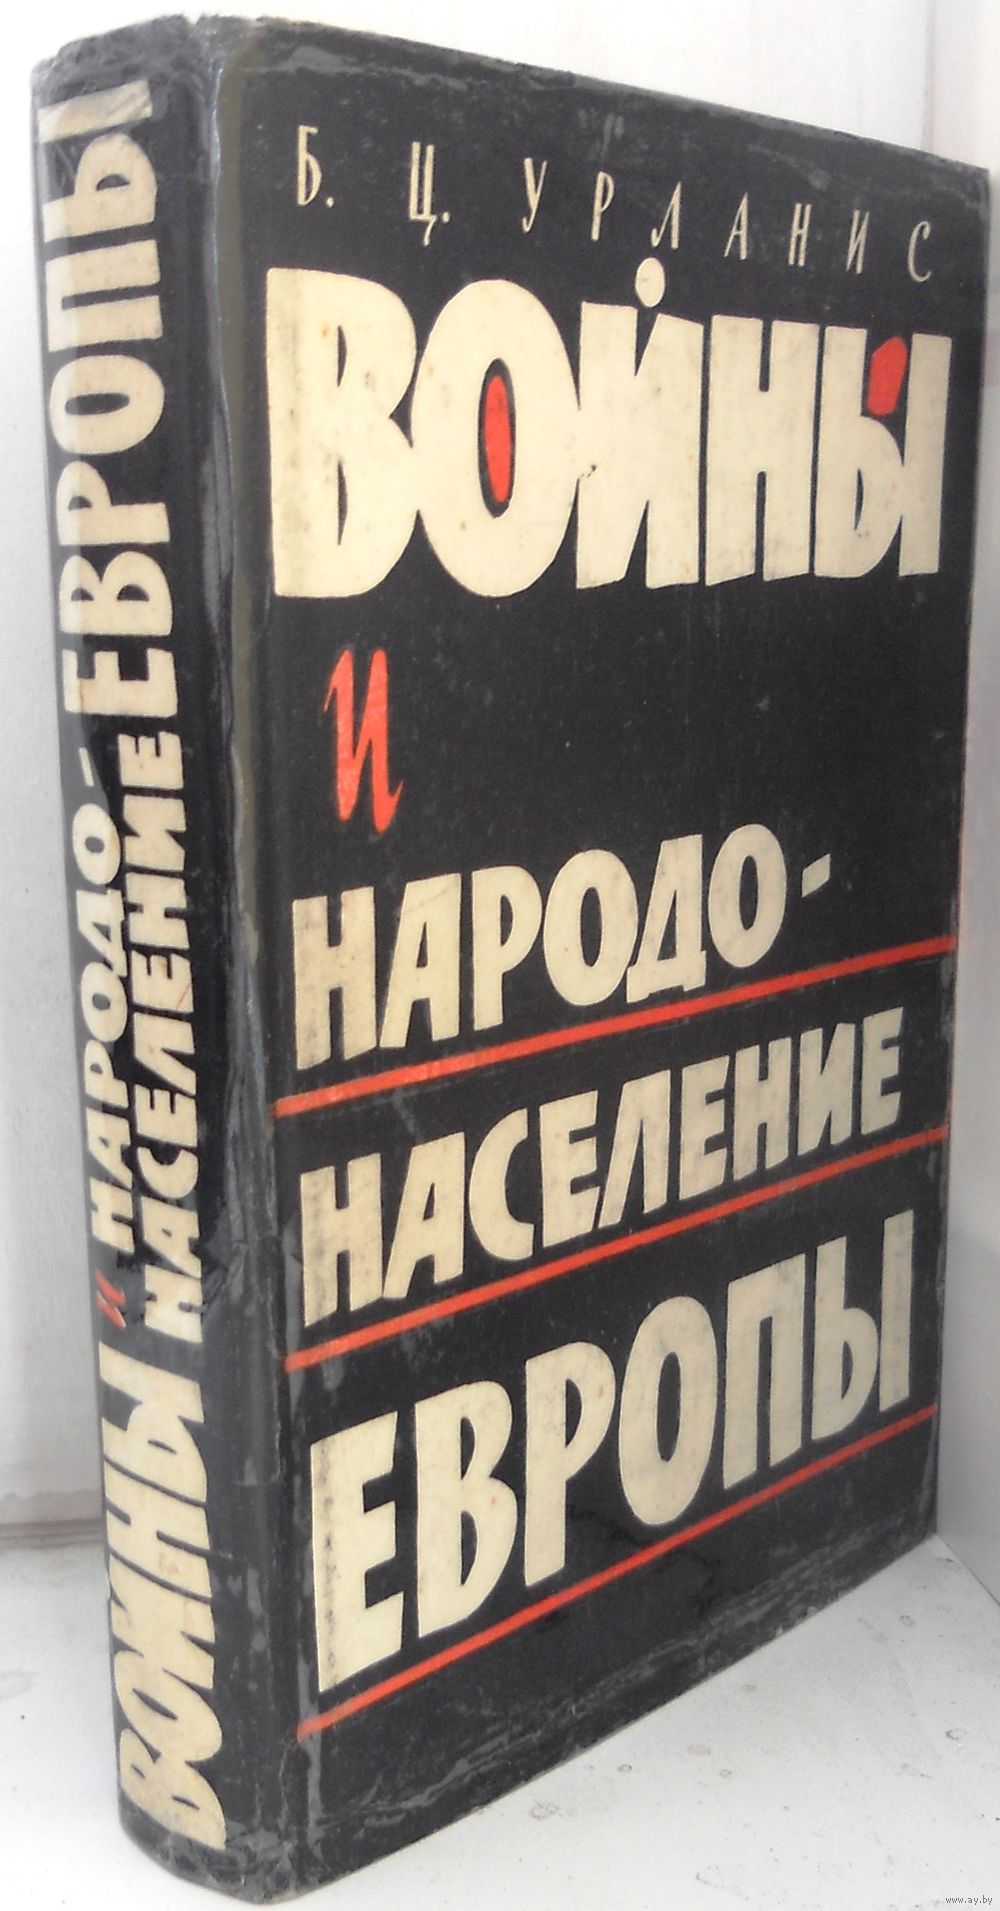 Б. Ц. УРЛАНИС
ВОЙНЫ
И
НАРОДО-
НАСЕЛЕНИЕ
ЕВРОПЫ
ВОЙНЫ И НАРОДО-
НАСЕЛЕНИЕ ЕВРОПЫ
www.ay.by